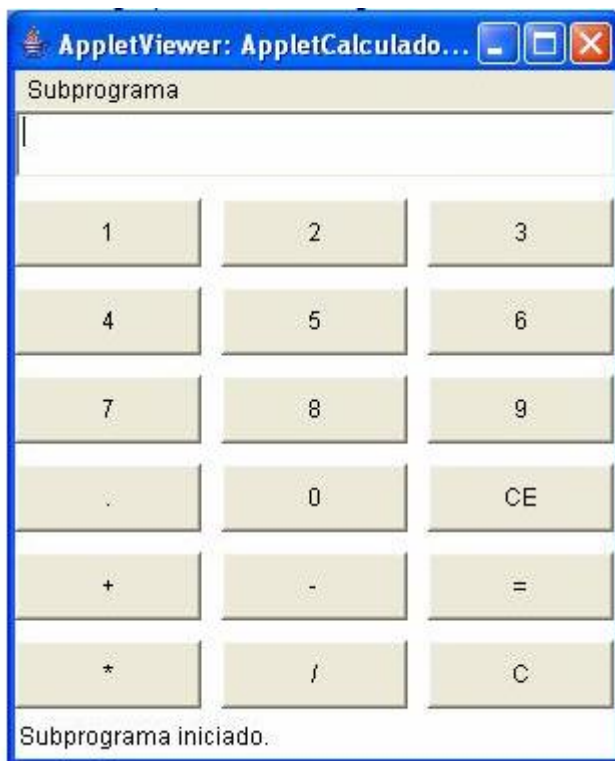 AppletViewer: AppletCalculado...
Subprograma
1 2 3
4 5 6
7 8 9
. 0 CE
+ - =
* / C
Subprograma iniciado.